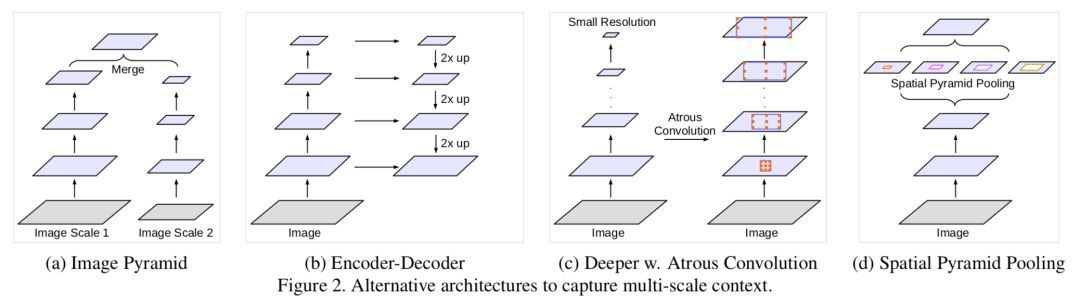 Merge
Image Scale 1
Image Scale 2
(a) Image Pyramid
2x up
2x up
2x up
Image
(b) Encoder-Decoder
Small Resolution
Atrous
Convolution
Image
Image
(c) Deeper w. Atrous Convolution
Spatial Pyramid Pooling
Image
(d) Spatial Pyramid Pooling
Figure 2. Alternative architectures to capture multi-scale context.